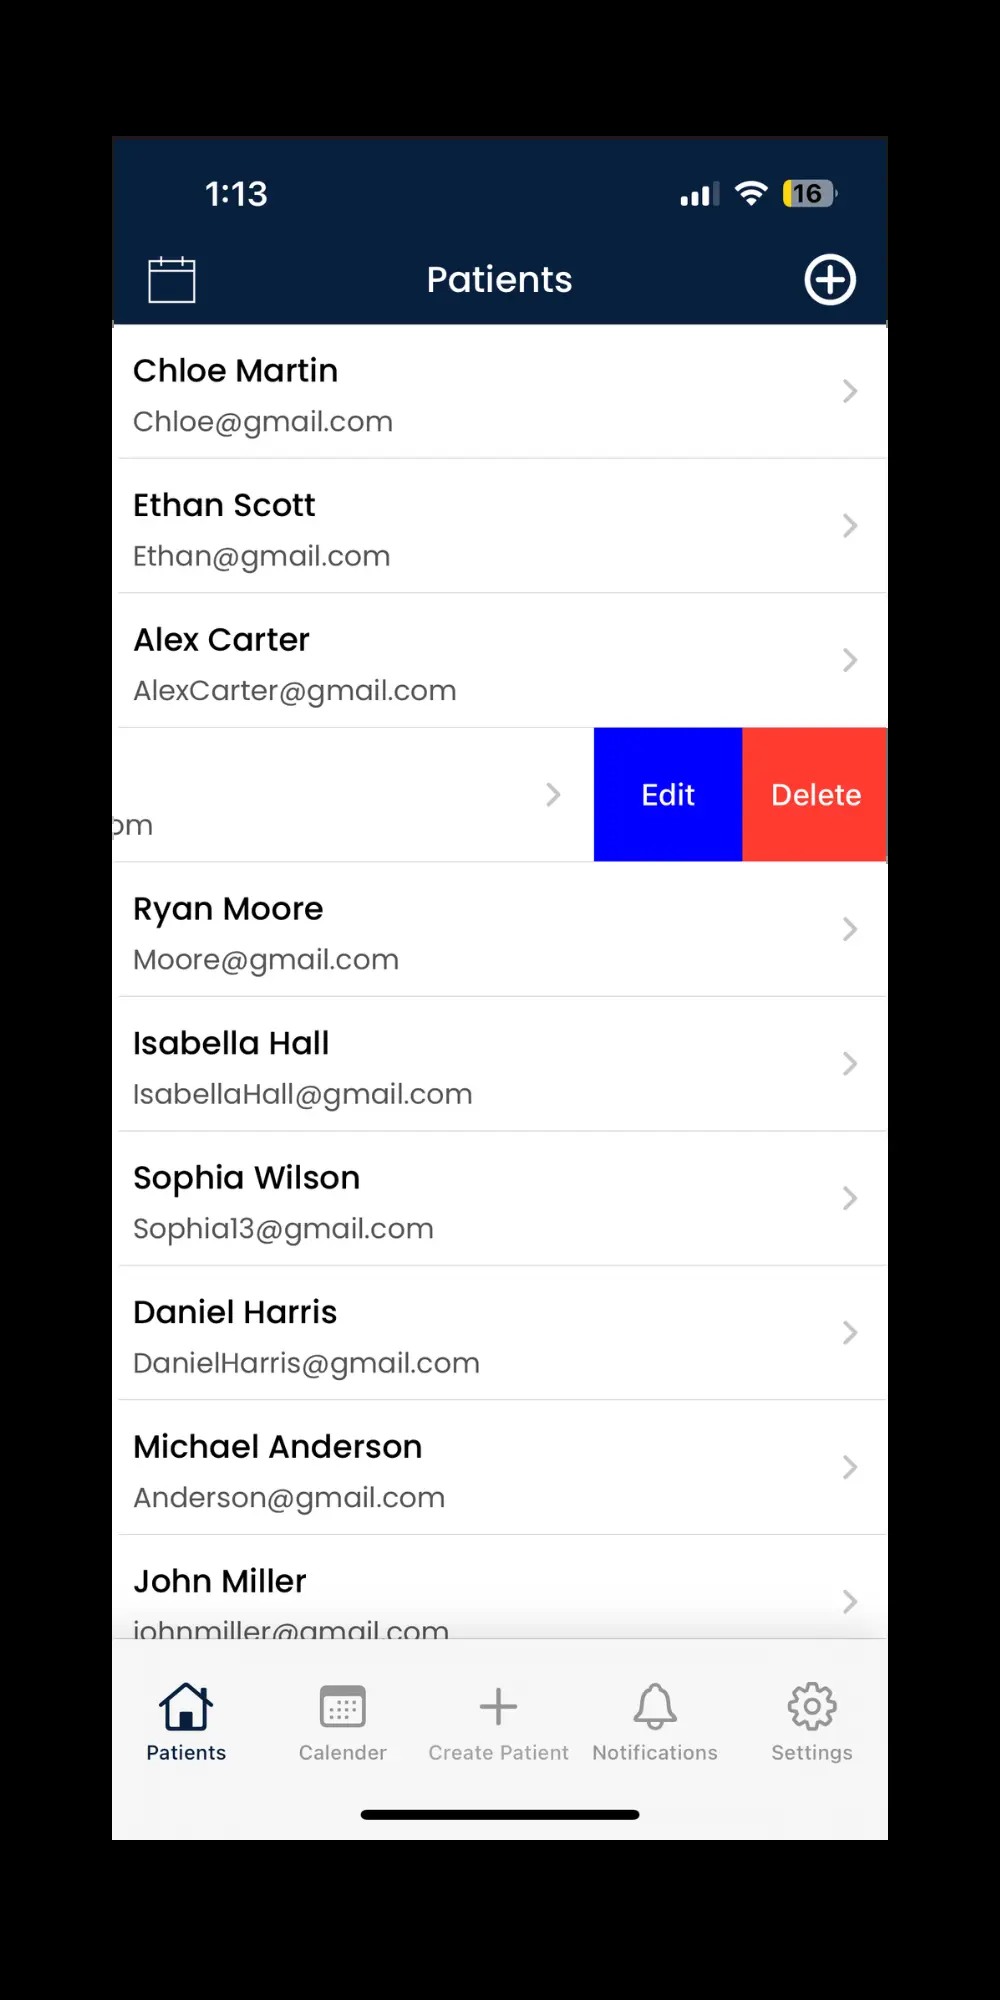 1:13
16
Patients
Chloe Martin
Chloe@gmail.com
Ethan Scott
Ethan@gmail.com
Alex Carter
AlexCarter@gmail.com
om
Edit
Delete
Ryan Moore
Moore@gmail.com
Isabella Hall
IsabellaHall@gmail.com
Sophia Wilson
Sophia13@gmail.com
Daniel Harris
DanielHarris@gmail.com
Michael Anderson
Anderson@gmail.com
John Miller
johnmiller@gmail.com
Patients
Calender
Create Patient
Notifications
Settings